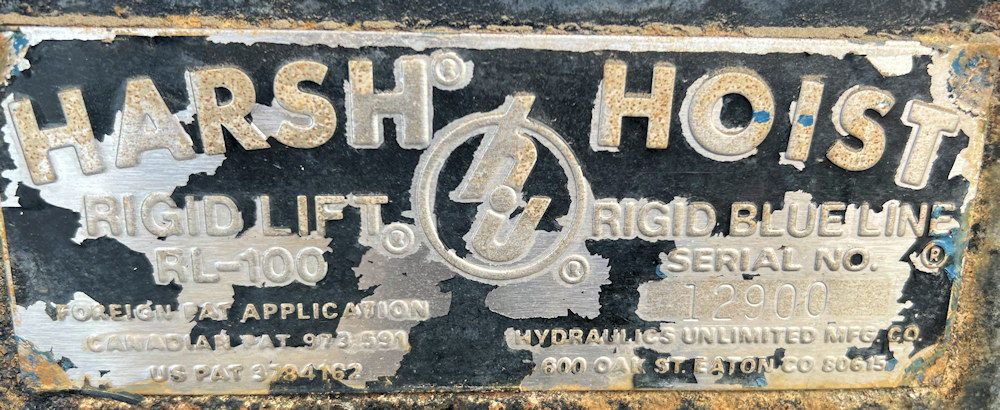 HARSH® HOIST
hu
RIGID LIFT® RIGID BLUE LINE®
RL-100 ® SERIAL NO.
12900
FOREIGN PAT APPLICATION
CANADIAN PAT 973,591
US PAT 3784162
HYDRAULICS UNLIMITED MFG. CO.
600 OAK ST. EATON CO 80615